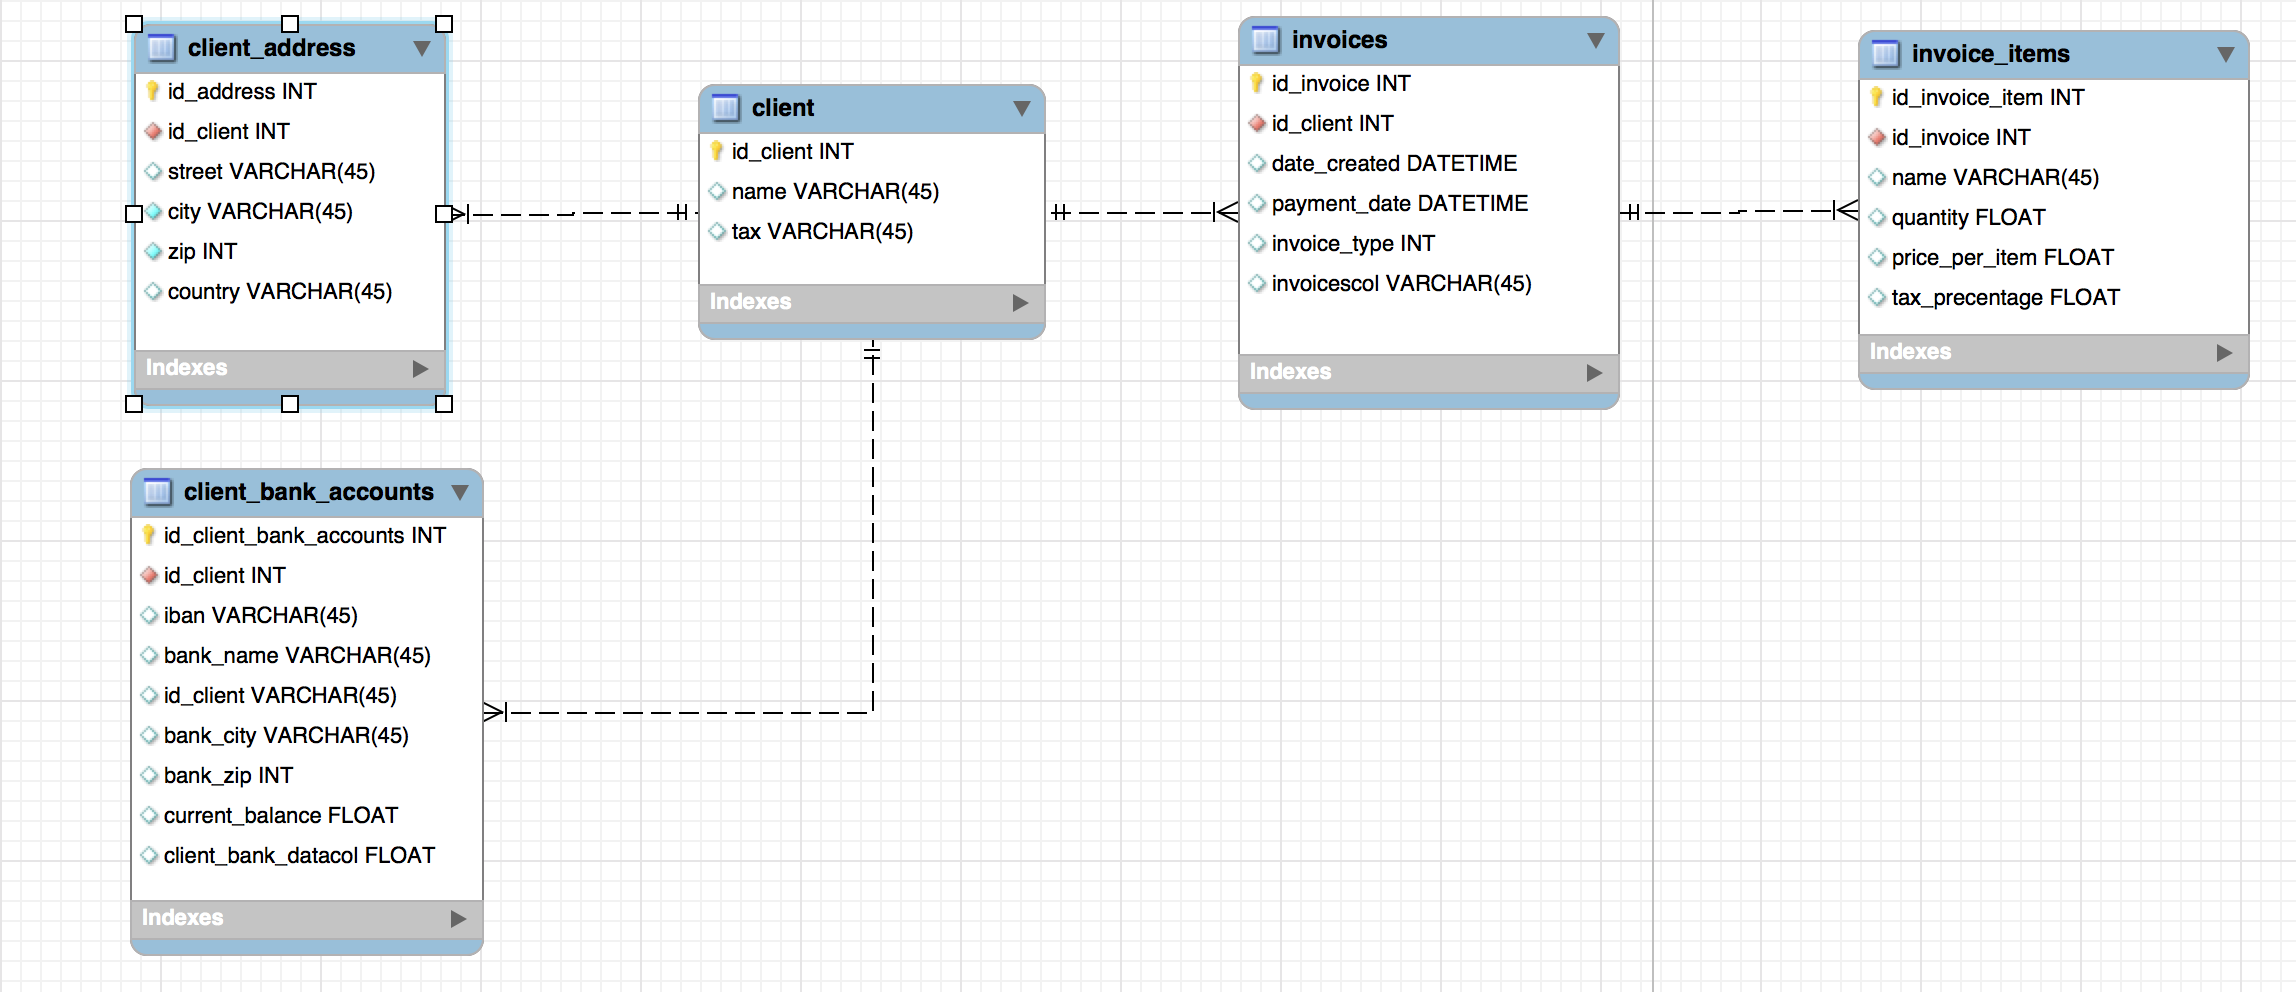 client_address
id_address INT
id_client INT
street VARCHAR(45)
city VARCHAR(45)
zip INT
country VARCHAR(45)
Indexes
client
id_client INT
name VARCHAR(45)
tax VARCHAR(45)
Indexes
invoices
id_invoice INT
id_client INT
date_created DATETIME
payment_date DATETIME
invoice_type INT
invoicescol VARCHAR(45)
Indexes
invoice_items
id_invoice_item INT
id_invoice INT
name VARCHAR(45)
quantity FLOAT
price_per_item FLOAT
tax_precentage FLOAT
Indexes
client_bank_accounts
id_client_bank_accounts INT
id_client INT
iban VARCHAR(45)
bank_name VARCHAR(45)
id_client VARCHAR(45)
bank_city VARCHAR(45)
bank_zip INT
current_balance FLOAT
client_bank_datacol FLOAT
Indexes